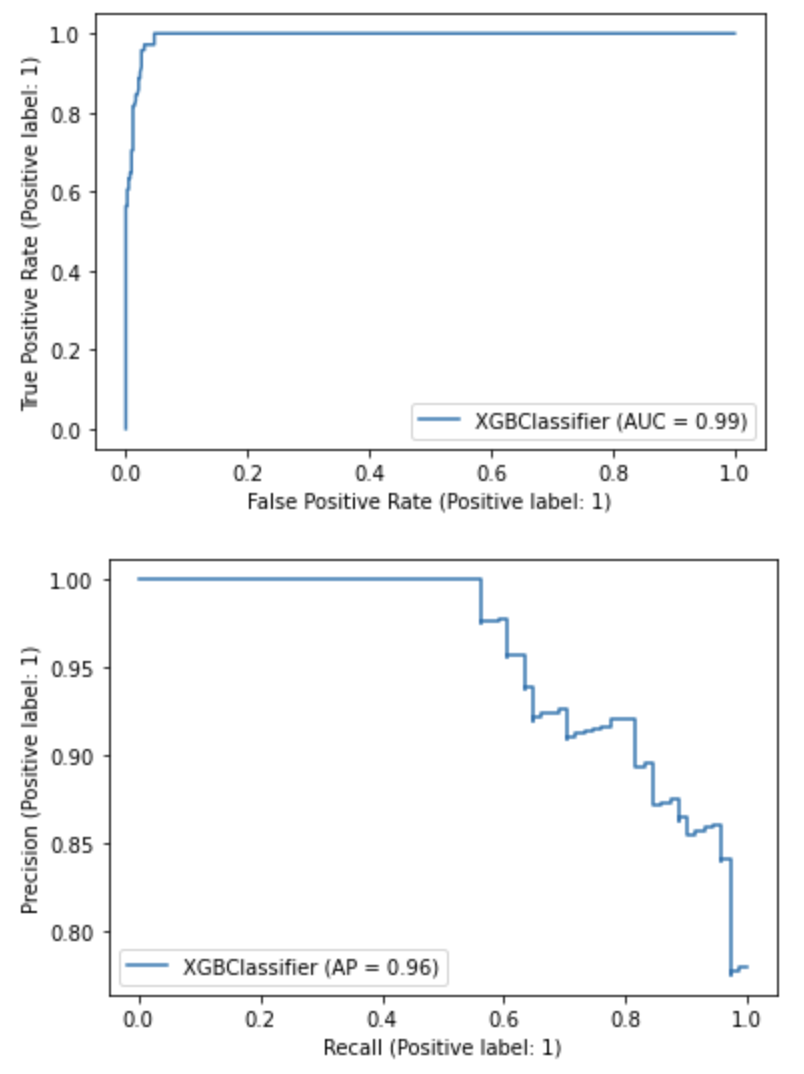 1.0
0.8
0.6
0.4
0.2
0.0
True Positive Rate (Positive label: 1)
XGBClassifier (AUC = 0.99)
0.0 0.2 0.4 0.6 0.8 1.0
False Positive Rate (Positive label: 1)
1.00
0.95
0.90
0.85
0.80
Precision (Positive label: 1)
XGBClassifier (AP = 0.96)
0.0 0.2 0.4 0.6 0.8 1.0
Recall (Positive label: 1)